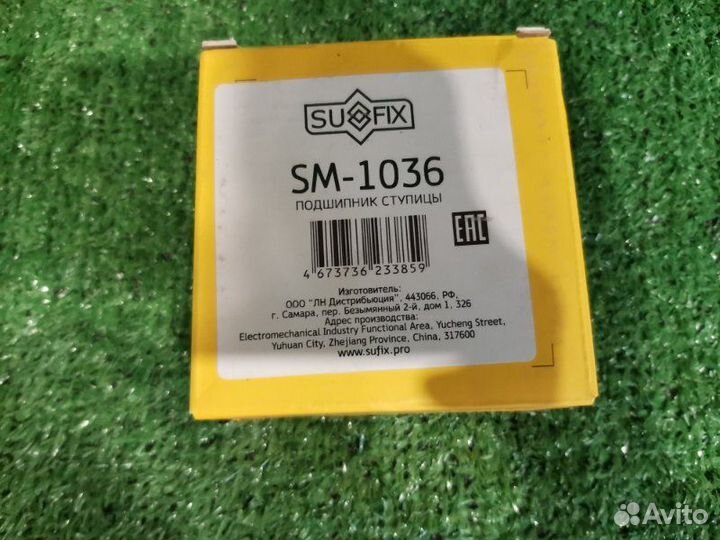 SUFIX
SM-1036
ПОДШИПНИК СТУПИЦЫ
EAC
4 673736 233859
Изготовитель:
ООО "ЛН Дистрибьюция", 443066, РФ,
г. Самара, пер. Безымянный 2-й, дом 1, 326
Адрес производства:
Electromechanical Industry Functional Area, Yucheng Street,
Yuhuan City, Zhejiang Province, China, 317600
www.sufix.pro
Avito